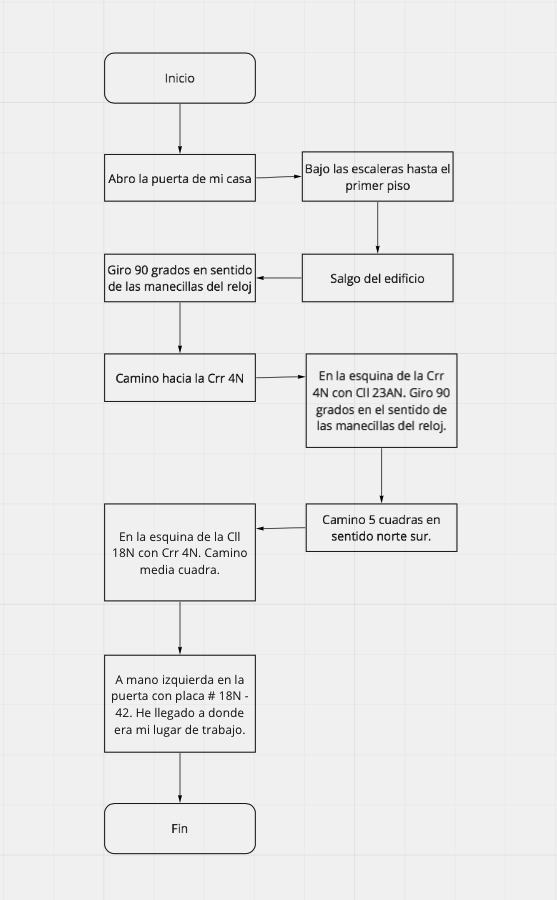 Inicio
Abro la puerta de mi casa
Bajo las escaleras hasta el
primer piso
Salgo del edificio
Giro 90 grados en sentido
de las manecillas del reloj
Camino hacia la Crr 4N
En la esquina de la Crr
4N con Cll 23AN. Giro 90
grados en el sentido de
las manecillas del reloj.
Camino 5 cuadras en
sentido norte sur.
En la esquina de la Cll
18N con Crr 4N. Camino
media cuadra.
A mano izquierda en la
puerta con placa # 18N -
42. He llegado a donde
era mi lugar de trabajo.
Fin